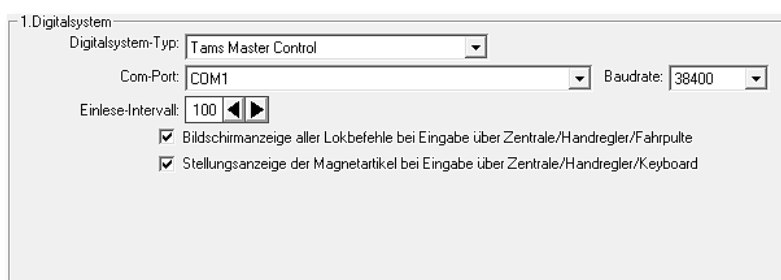 1.Digitalsystem
Digitalsystem-Typ: Tams Master Control
Com-Port: COM1 Baudrate: 38400
Einlese-Intervall: 100
Bildschirmanzeige aller Lokbefehle bei Eingabe über Zentrale/Handregler/Fahrpulte
Stellungsanzeige der Magnetartikel bei Eingabe über Zentrale/Handregler/Keyboard